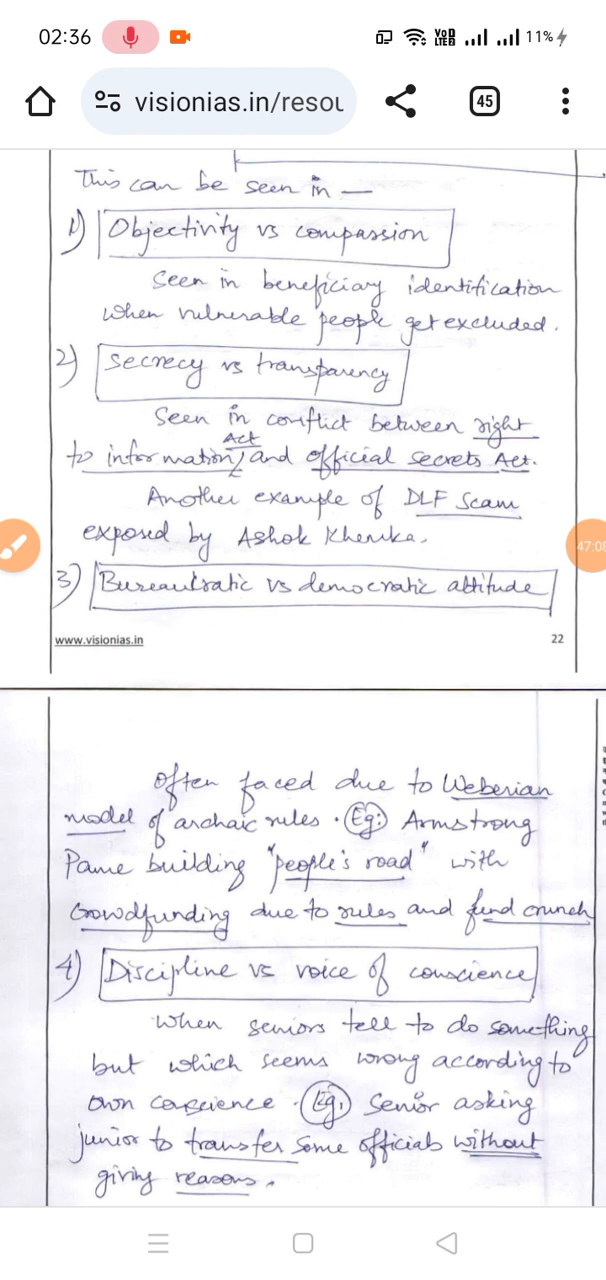 02:36
VoD LTE2 11%
visionias.in/resou
45
This can be seen in —
1) Objectivity vs compassion
Seen in beneficiary identification
when vulnerable people get excluded.
2) Secrecy vs transparency
Seen in conflict between right
to information Act, and official secrets Act.
Another example of DLF Scam
exposed by Ashok Khemka.
47:08
3) Bureaucratic vs democratic attitude
www.visionias.in
22
Often faced due to Weberian
model of archaic rules. Eg: Armstrong
Pame building "people's road" with
Crowdfunding due to rules and fund crunch
4) Discipline vs voice of conscience
When seniors tell to do something
but which seems wrong according to
own conscience. Eg, Senior asking
junior to transfer some officials without
giving reasons.